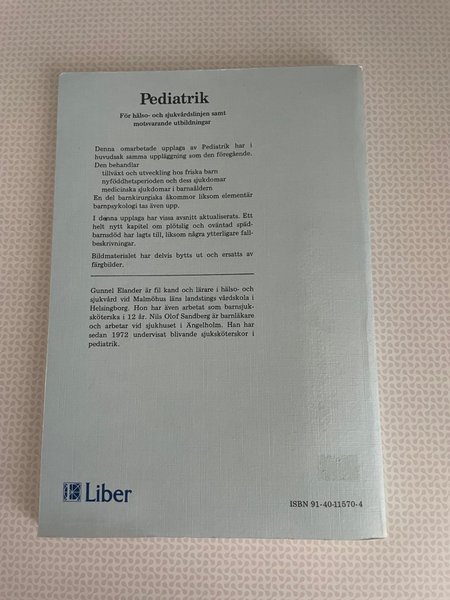 Pediatrik
För hälso- och sjukvårdslinjen samt
motsvarande utbildningar
Denna omarbetade upplaga av Pediatrik har i
huvudsak samma uppläggning som den föregående.
Den behandlar
tillväxt och utveckling hos friska barn
nyföddhetsperioden och dess sjukdomar
medicinska sjukdomar i barnaåldern
En del barnkirurgiska åkommor liksom elementär
barnpsykologi tas även upp.
I denna upplaga har vissa avsnitt aktualiserats. Ett
helt nytt kapitel om plötslig och oväntad späd-
barnsdöd har lagts till, liksom några ytterligare fall-
beskrivningar.
Bildmaterialet har delvis bytts ut och ersatts av
färgbilder.
Gunnel Elander är fil kand och lärare i hälso- och
sjukvård vid Malmöhus läns landstings vårdskola i
Helsingborg. Hon har även arbetat som barnsjuk-
sköterska i 12 år. Nils Olof Sandberg är barnläkare
och arbetar vid sjukhuset i Ängelholm. Han har
sedan 1972 undervisat blivande sjuksköterskor i
pediatrik.
Liber
ISBN 91-40-11570-4